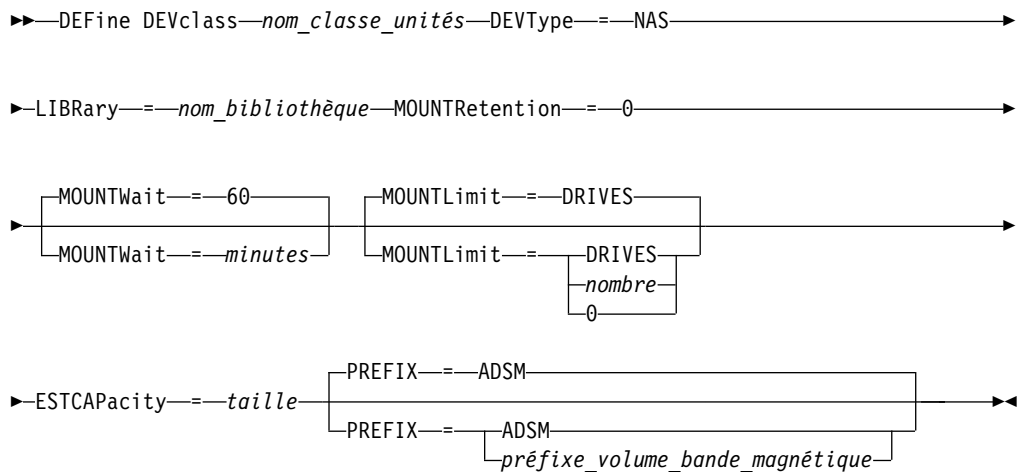 DEFine DEVclass nom_classe_unités DEVType = NAS
LIBRary = nom_bibliothèque MOUNTRetention = 0
MOUNTWait = 60 MOUNTLimit = DRIVES
MOUNTWait = minutes MOUNTLimit = DRIVES
nombre
0
PREFIX = ADSM
ESTCAPacity = taille
PREFIX = ADSM
préfixe_volume_bande_magnétique